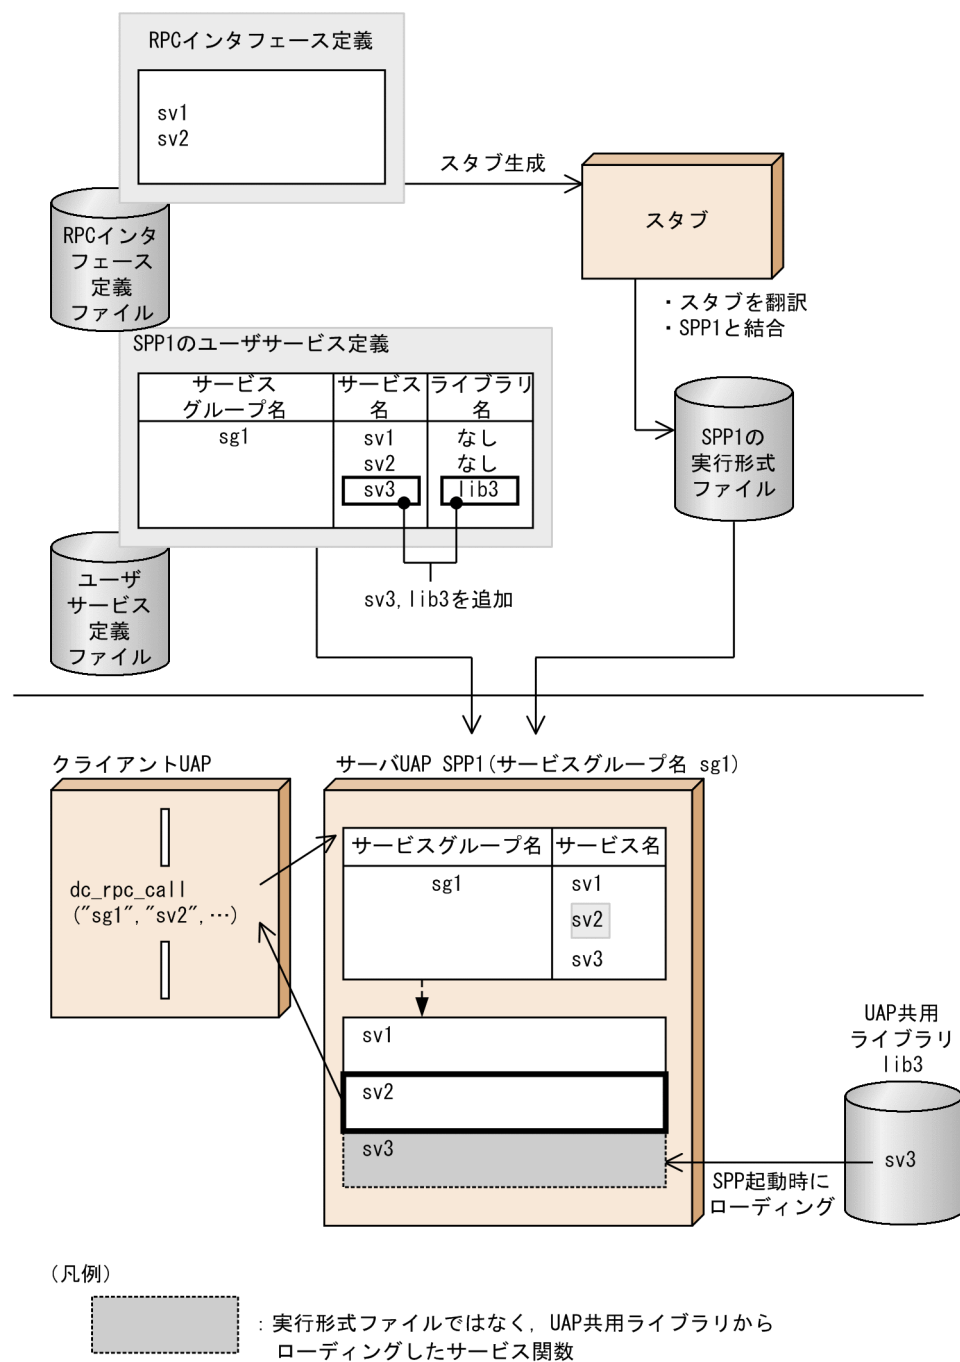 RPCインタフェース定義
sv1
sv2
スタブ生成
スタブ
RPCインタ
フェース
定義
ファイル
・スタブを翻訳
・SPP1と結合
SPP1のユーザサービス定義
サービス
グループ名
サービス
名
ライブラリ
名
sg1
sv1
なし
sv2
なし
sv3
lib3
SPP1の
実行形式
ファイル
ユーザ
サービス
定義
ファイル
sv3,lib3を追加
クライアントUAP
サーバUAP SPP1(サービスグループ名 sg1)
サービスグループ名
サービス名
sg1
sv1
sv2
sv3
dc_rpc_call
("sg1","sv2",…)
sv1
sv2
sv3
UAP共用
ライブラリ
lib3
sv3
SPP起動時に
ローディング
(凡例)
：実行形式ファイルではなく，UAP共用ライブラリから
ローディングしたサービス関数